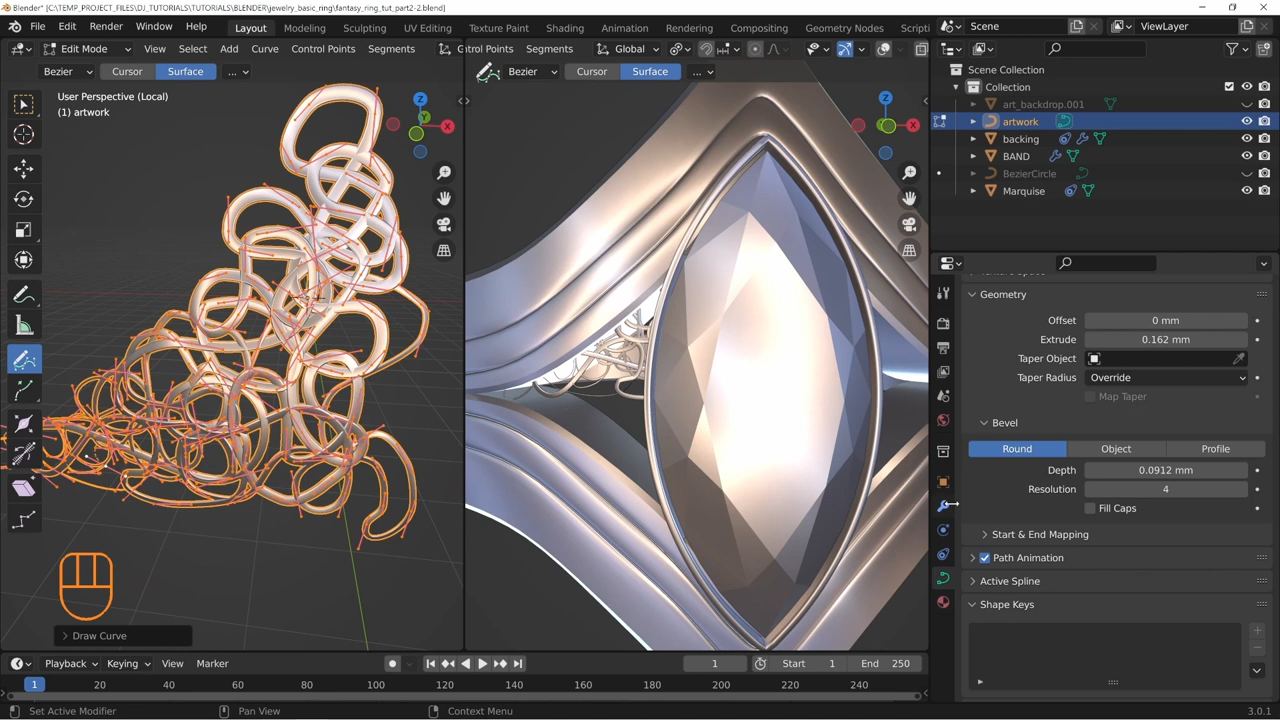 Blender* [C:\TEMP_PROJECT_FILES\DJ_TUTORIALS\TUTORIALS\BLENDER\jewelry_basic_ring\fantasy_ring_tut_part2-2.blend]
File Edit Render Window Help Layout Modeling Sculpting UV Editing Texture Paint Shading Animation Rendering Compositing Geometry Nodes Scripti Scene ViewLayer
Edit Mode View Select Add Curve Control Points Segments
ntrol Points Segments Global
Bezier Cursor Surface ...
Bezier Cursor Surface ...
User Perspective (Local)
(1) artwork
Z
Y
X
Z
X
Draw Curve
Scene Collection
Collection
art_backdrop.001
artwork
backing
BAND
BezierCircle
Marquise
Geometry
Offset 0 mm
Extrude 0.162 mm
Taper Object
Taper Radius Override
Map Taper
Bevel
Round Object Profile
Depth 0.0912 mm
Resolution 4
Fill Caps
Start & End Mapping
Path Animation
Active Spline
Shape Keys
Playback Keying View Marker 1 Start 1 End 250
1 20 40 60 80 100 120 140 160 180 200 220 240
Set Active Modifier Pan View Context Menu 3.0.1